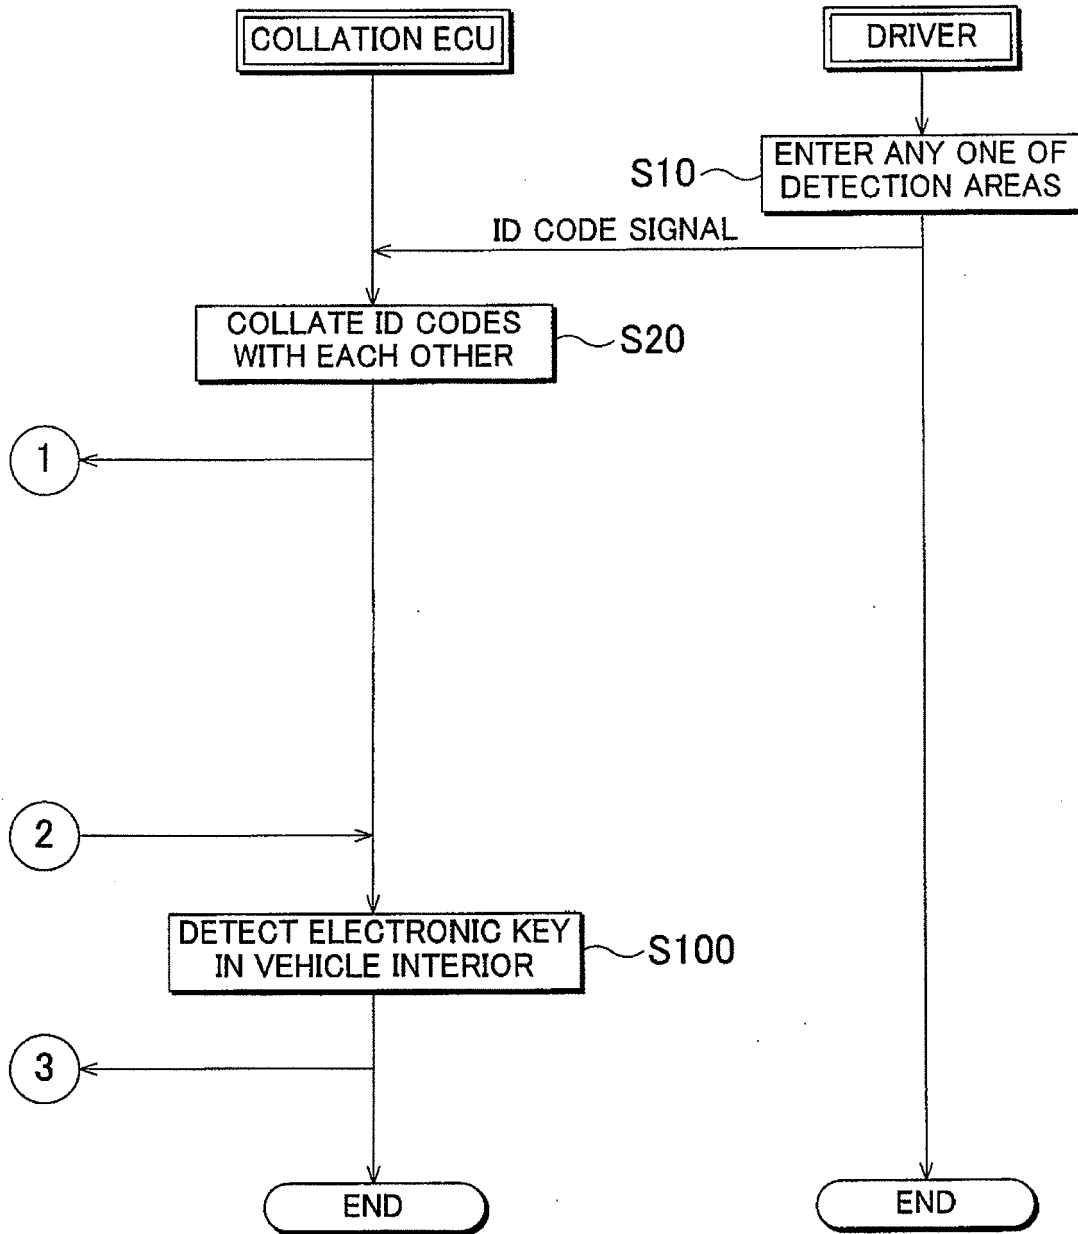 COLLATION ECU
DRIVER
S10
ENTER ANY ONE OF
DETECTION AREAS
ID CODE SIGNAL
COLLATE ID CODES
WITH EACH OTHER
S20
1
2
DETECT ELECTRONIC KEY
IN VEHICLE INTERIOR
S100
3
END
END